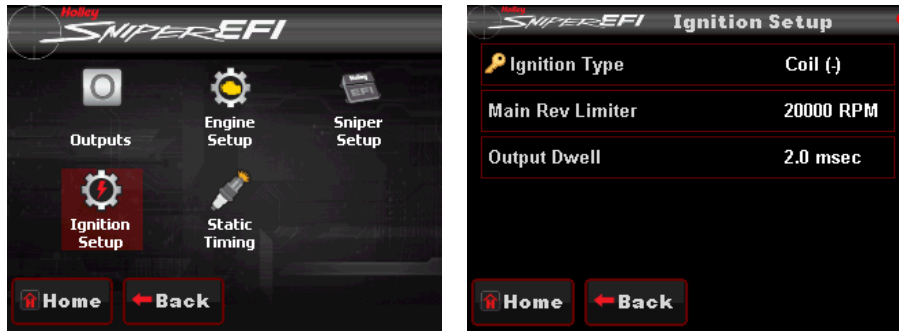 Holley
SNIPER EFI
Outputs
Engine
Setup
Sniper
Setup
Ignition
Setup
Static
Timing
Home
Back
Holley
SNIPER EFI
Ignition Setup
Ignition Type Coil (-)
Main Rev Limiter 20000 RPM
Output Dwell 2.0 msec
Home
Back